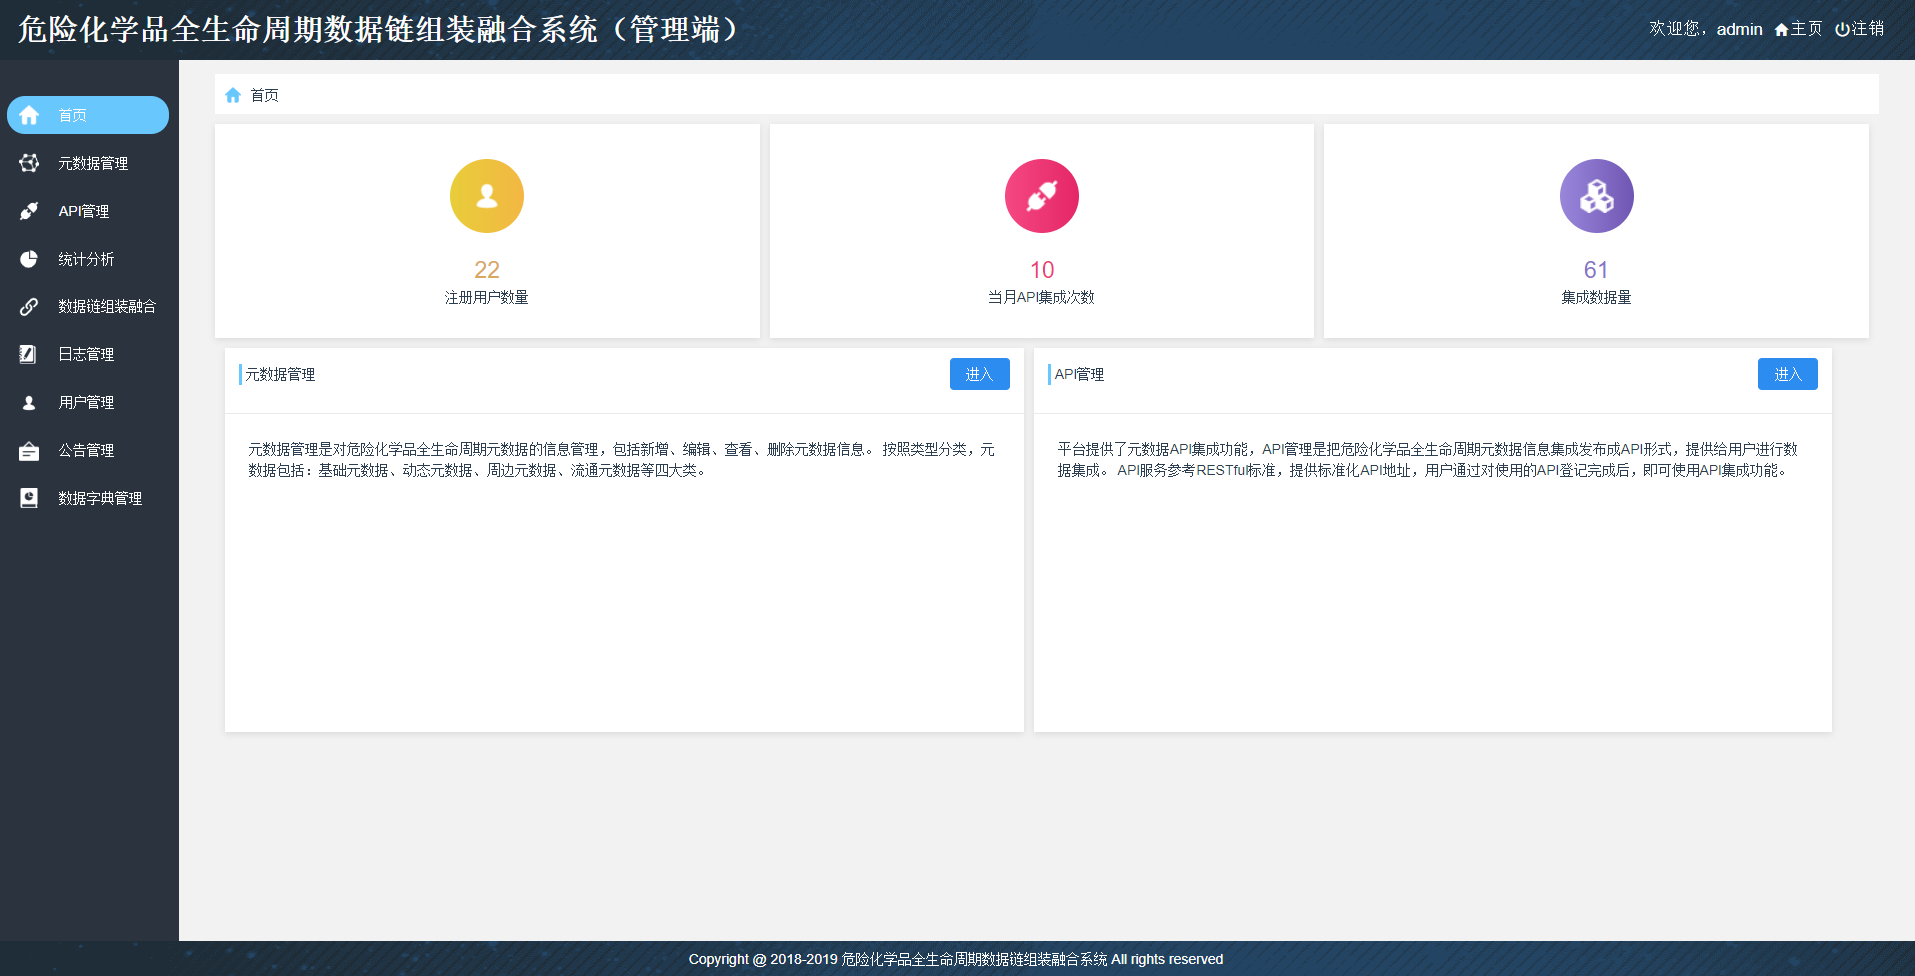 危险化学品全生命周期数据链组装融合系统（管理端）
欢迎您，admin 主页 注销
首页
元数据管理
API管理
统计分析
数据链组装融合
日志管理
用户管理
公告管理
数据字典管理
首页
22
注册用户数量
10
当月API集成次数
61
集成数据量
元数据管理
进入
元数据管理是对危险化学品全生命周期元数据的信息管理，包括新增、编辑、查看、删除元数据信息。 按照类型分类，元
数据包括：基础元数据、动态元数据、周边元数据、流通元数据等四大类。
API管理
进入
平台提供了元数据API集成功能，API管理是把危险化学品全生命周期元数据信息集成发布成API形式，提供给用户进行数
据集成。 API服务参考RESTful标准，提供标准化API地址，用户通过对使用的API登记完成后，即可使用API集成功能。
Copyright @ 2018-2019 危险化学品全生命周期数据链组装融合系统 All rights reserved